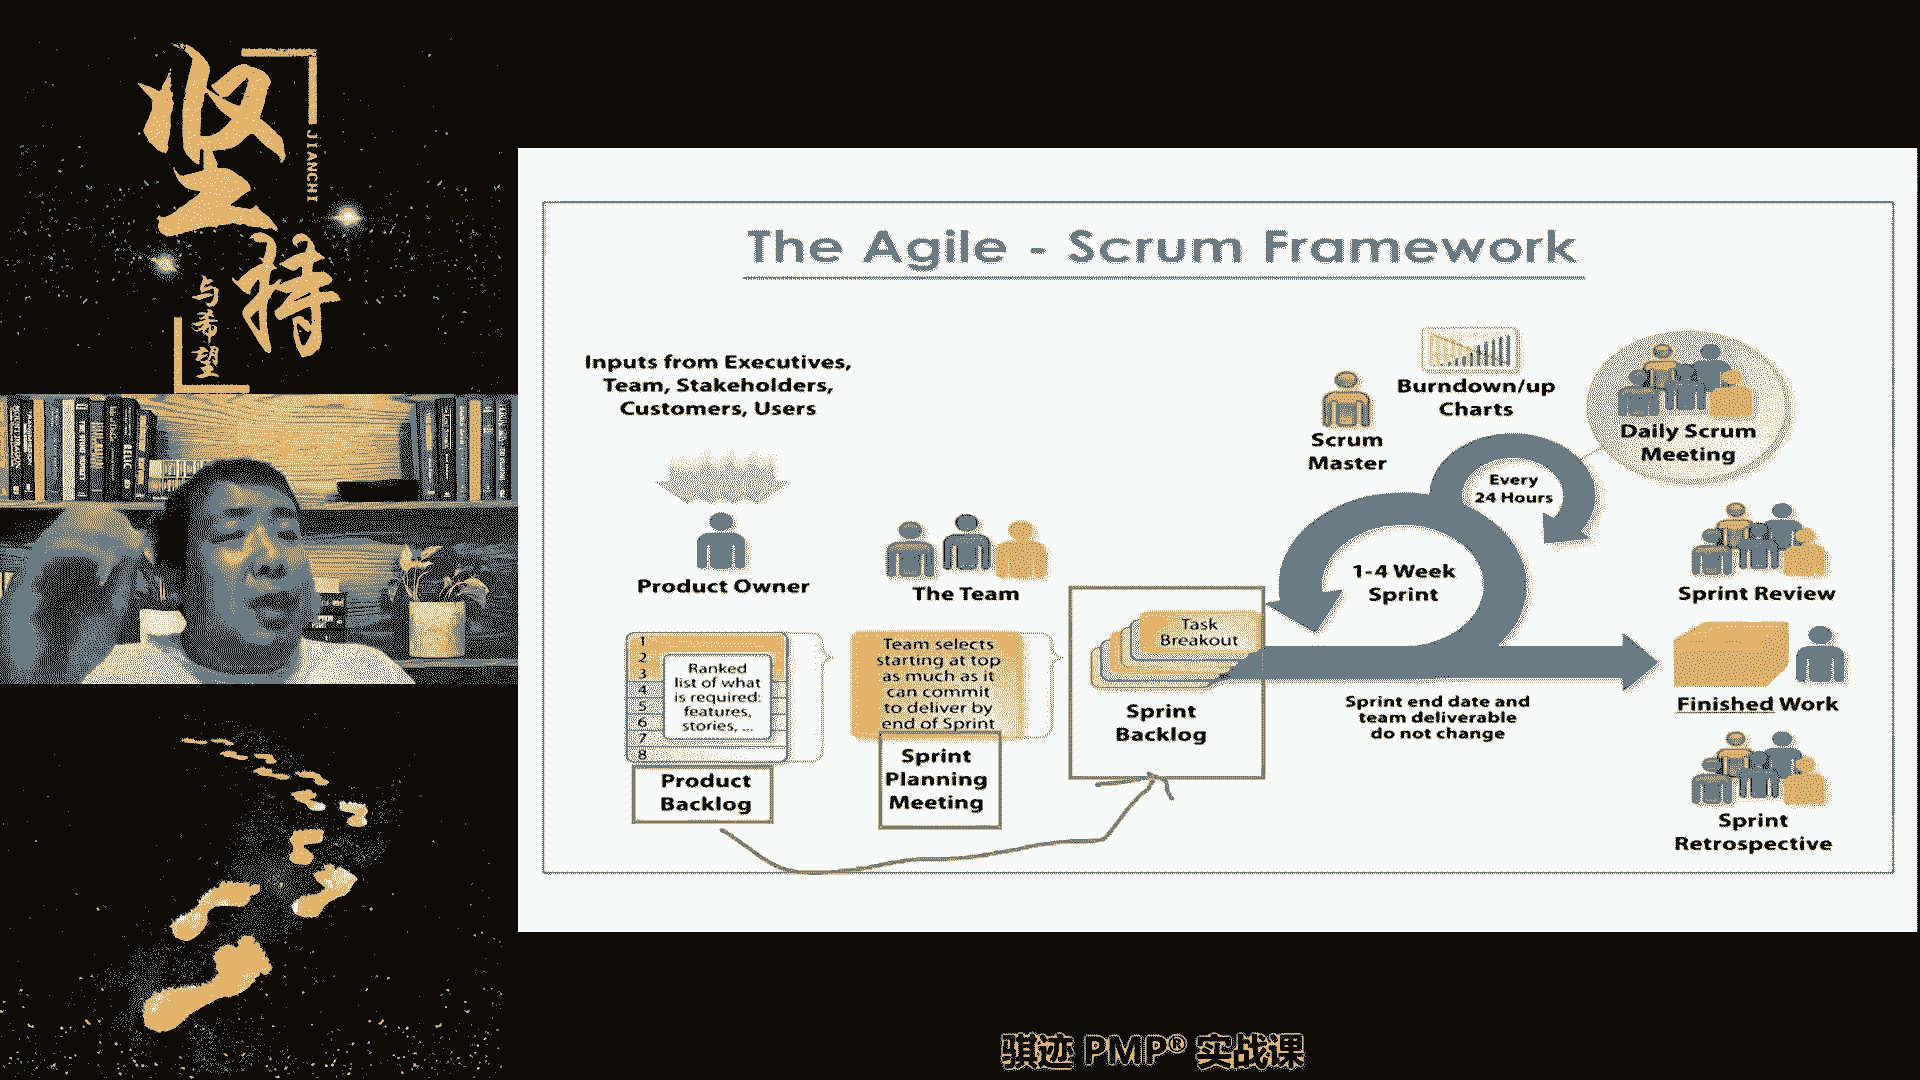 坚持
JIANCHI
与希望
The Agile - Scrum Framework
Inputs from Executives,
Team, Stakeholders,
Customers, Users
Product Owner
The Team
1
2
3
4
5
6
7
8
Ranked
list of what
is required:
features,
stories, ...
Product
Backlog
Team selects
starting at top
as much as it
can commit
to deliver by
end of Sprint
Sprint
Planning
Meeting
Task
Breakout
Sprint
Backlog
Scrum
Master
Burndown/up
Charts
Every
24 Hours
Daily Scrum
Meeting
1-4 Week
Sprint
Sprint end date and
team deliverable
do not change
Sprint Review
Finished Work
Sprint
Retrospective
骐迹 PMP® 实战课